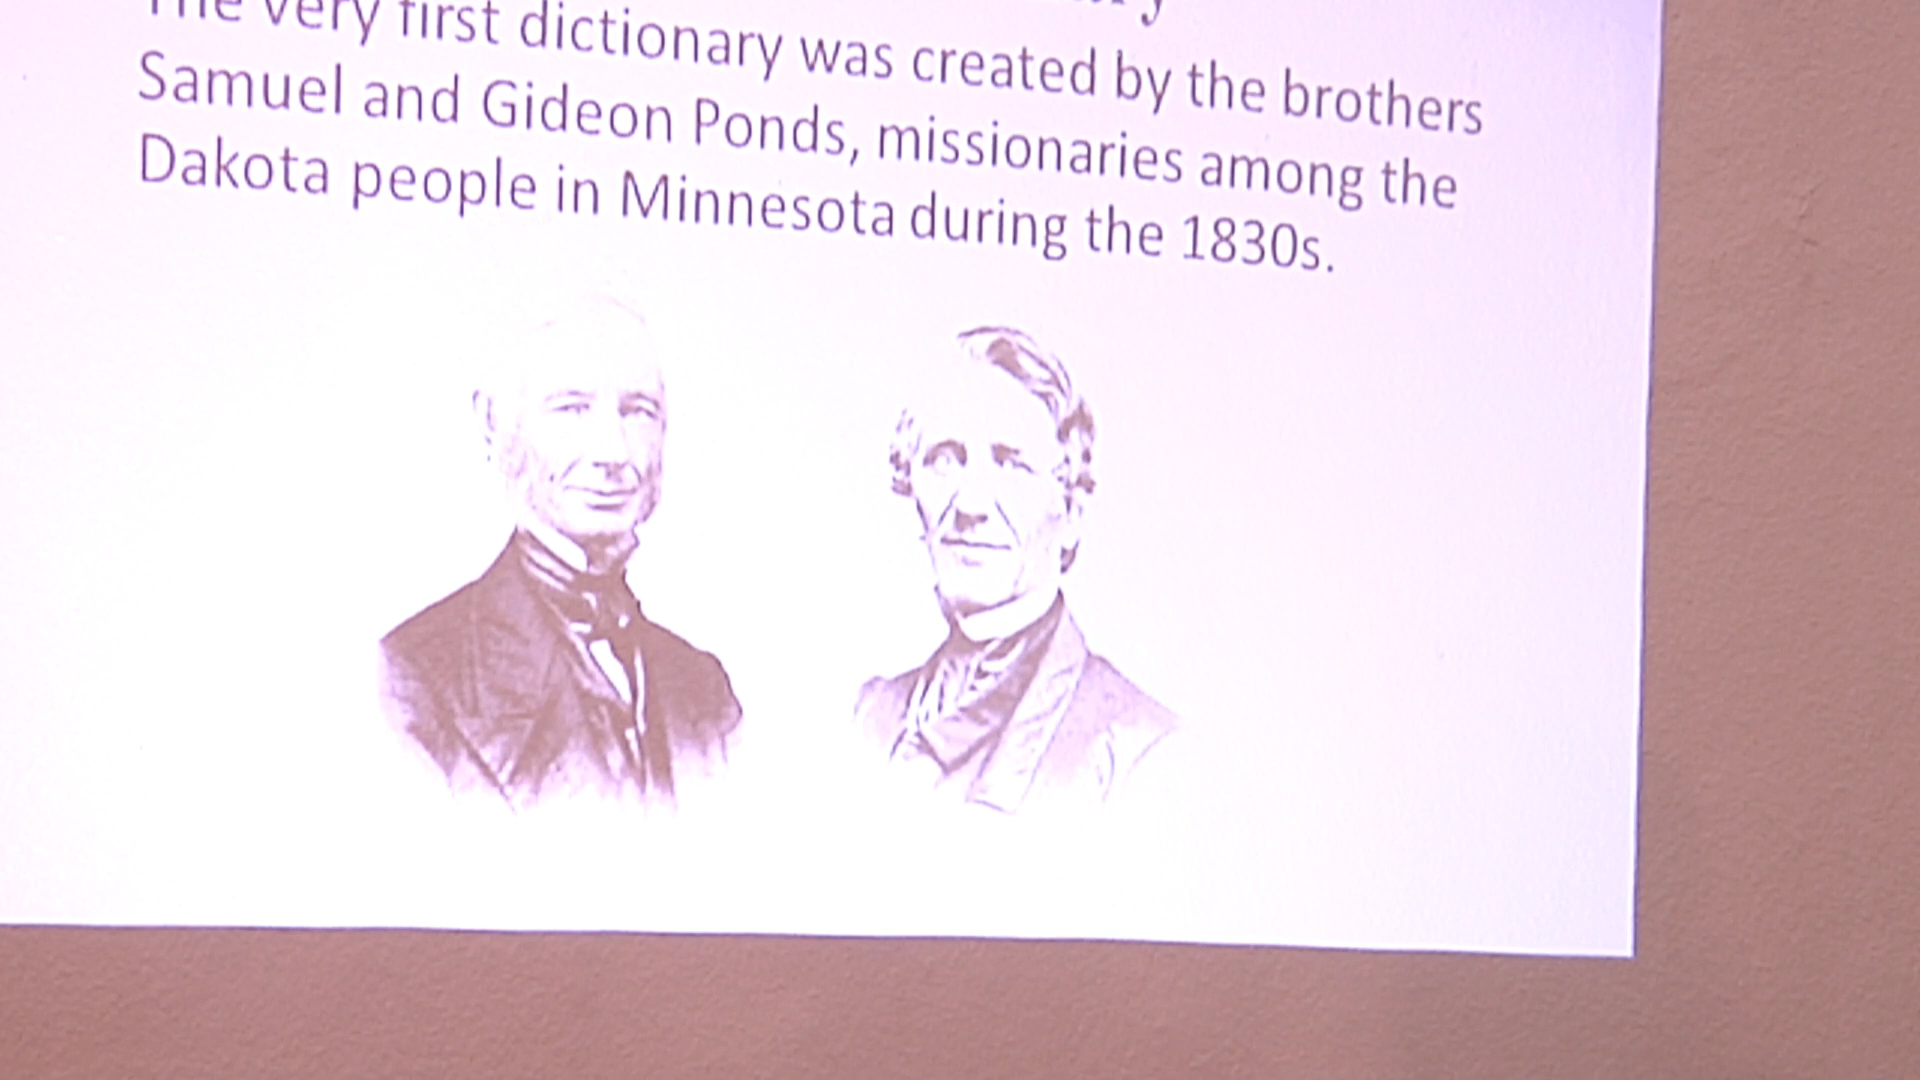 The very first dictionary was created by the brothers
Samuel and Gideon Ponds, missionaries among the
Dakota people in Minnesota during the 1830s.